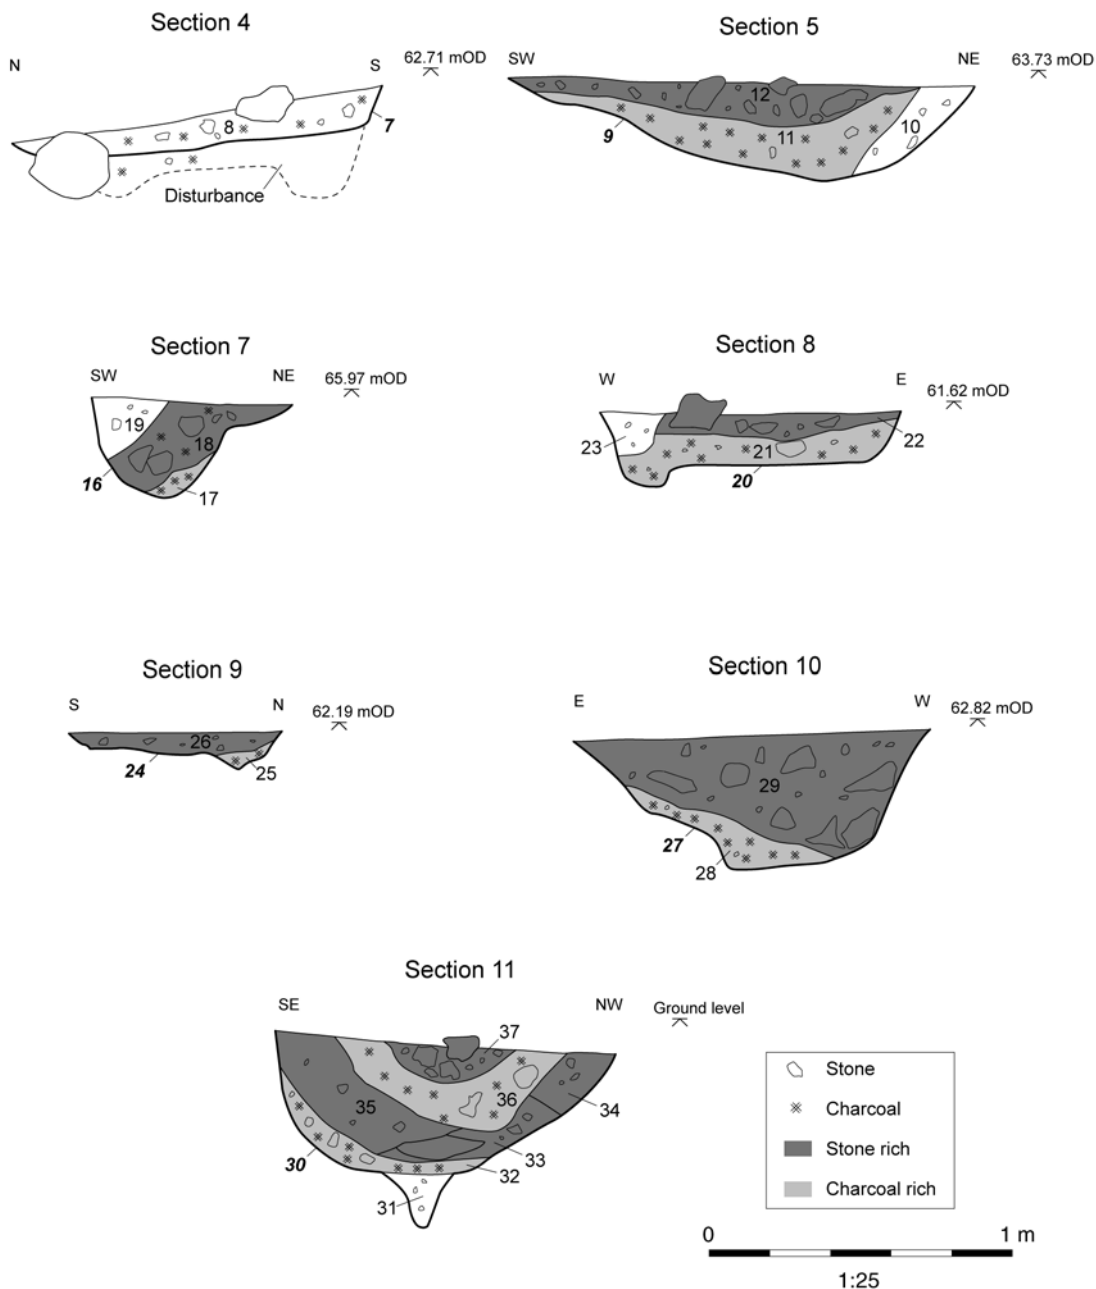 Section 4
N
S
62.71 mOD
8
7
Disturbance
Section 5
SW
NE
63.73 mOD
12
11
10
9
Section 7
SW
NE
65.97 mOD
19
18
16
17
Section 8
W
E
61.62 mOD
23
21
22
20
Section 9
S
N
62.19 mOD
26
24
25
Section 10
E
W
62.82 mOD
29
27
28
Section 11
SE
NW
Ground level
37
36
35
34
33
30
32
31
Stone
Charcoal
Stone rich
Charcoal rich
0
1 m
1:25